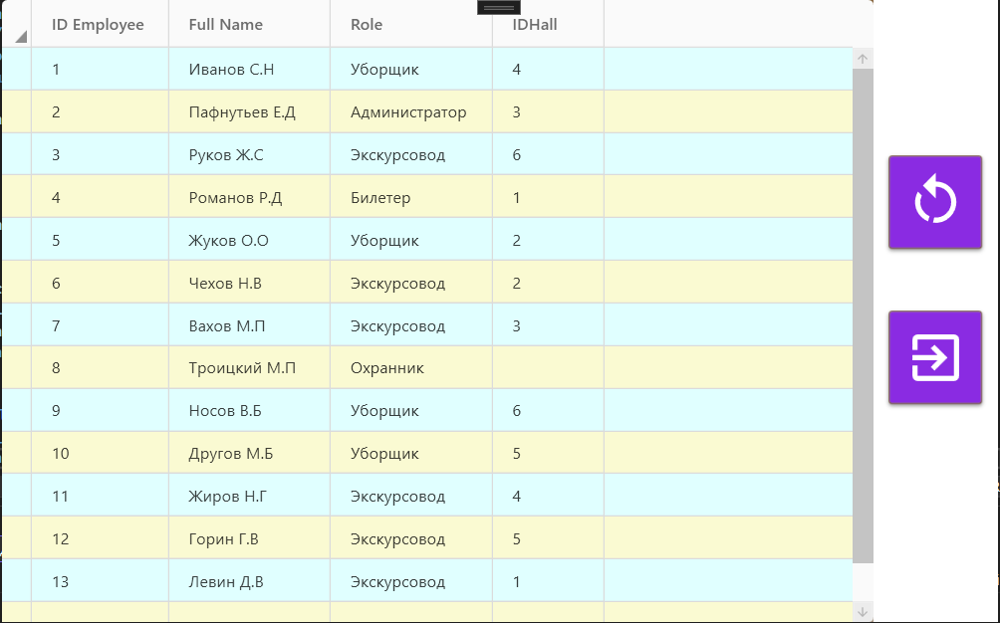 ID Employee Full Name Role IDHall
1 Иванов С.Н Уборщик 4
2 Пафнутьев Е.Д Администратор 3
3 Руков Ж.С Экскурсовод 6
4 Романов Р.Д Билетер 1
5 Жуков О.О Уборщик 2
6 Чехов Н.В Экскурсовод 2
7 Вахов М.П Экскурсовод 3
8 Троицкий М.П Охранник
9 Носов В.Б Уборщик 6
10 Другов М.Б Уборщик 5
11 Жиров Н.Г Экскурсовод 4
12 Горин Г.В Экскурсовод 5
13 Левин Д.В Экскурсовод 1